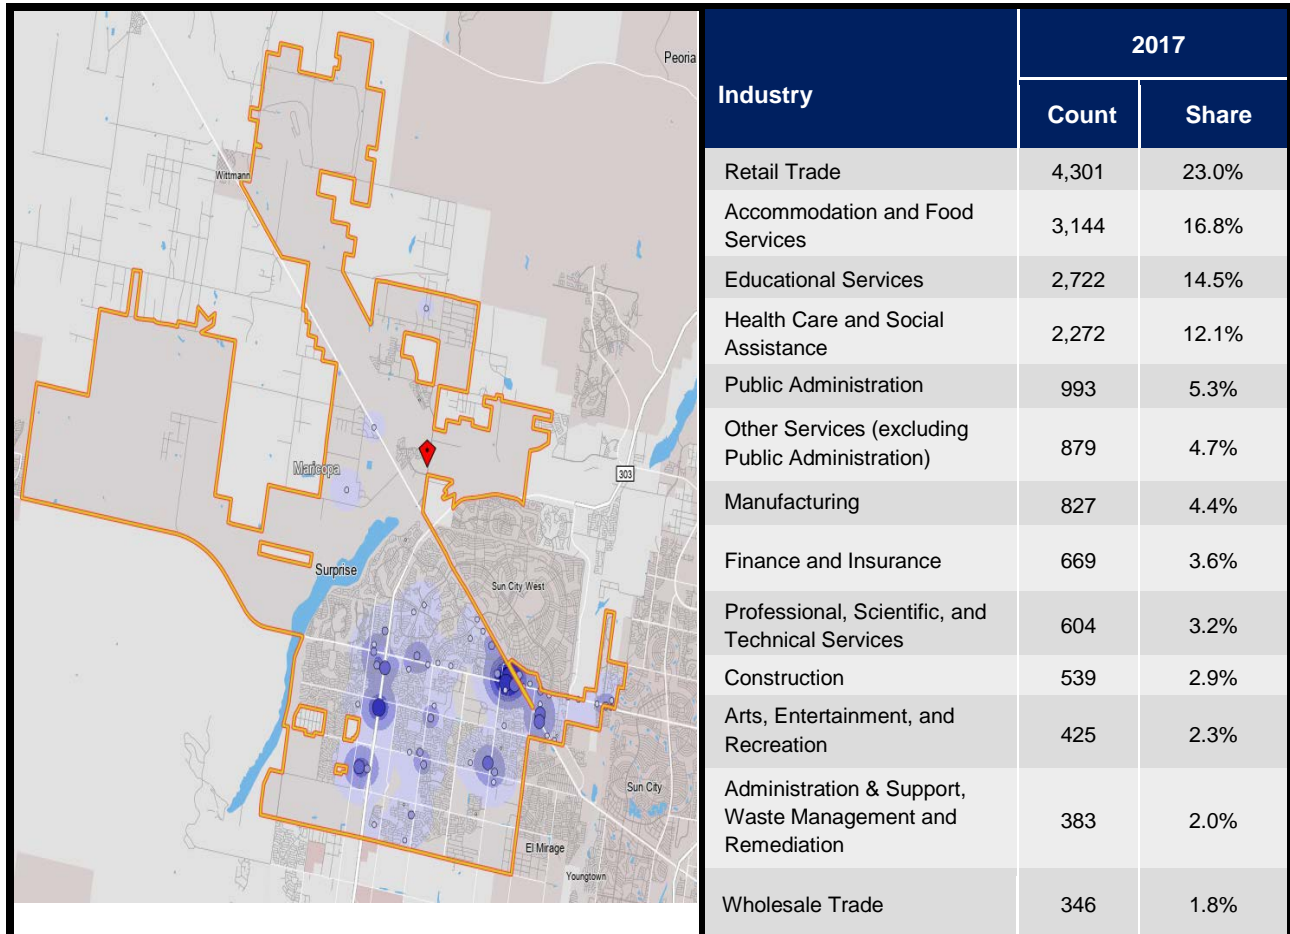 Peoria
Wittmann
Maricopa
303
Surprise
Sun City West
Sun City
El Mirage
Youngtown
Industry
2017
Count
Share
Retail Trade 4,301 23.0%
Accommodation and Food
Services 3,144 16.8%
Educational Services 2,722 14.5%
Health Care and Social
Assistance 2,272 12.1%
Public Administration 993 5.3%
Other Services (excluding
Public Administration) 879 4.7%
Manufacturing 827 4.4%
Finance and Insurance 669 3.6%
Professional, Scientific, and
Technical Services 604 3.2%
Construction 539 2.9%
Arts, Entertainment, and
Recreation 425 2.3%
Administration & Support,
Waste Management and
Remediation 383 2.0%
Wholesale Trade 346 1.8%